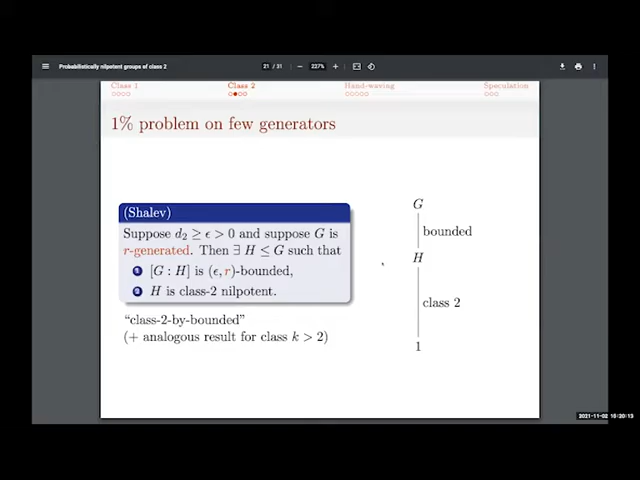 Probabilistically nilpotent groups of class 2
21 / 31
237%
Class 1
Class 2
Hand-waving
Speculation
1% problem on few generators
(Shalev)
Suppose d₂ ≥ ϵ > 0 and suppose G is
r-generated. Then ∃ H ≤ G such that
1 [G : H] is (ϵ, r)-bounded,
2 H is class-2 nilpotent.
"class-2-by-bounded"
(+ analogous result for class k > 2)
G
bounded
H
class 2
1
2021-11-02 16:20:13